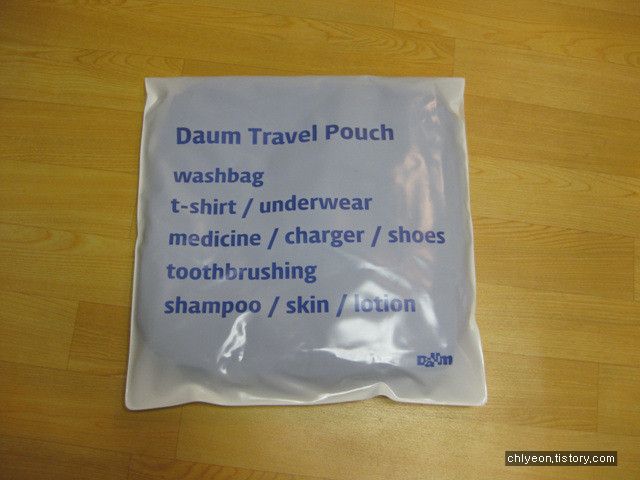 Daum Travel Pouch
washbag
t-shirt / underwear
medicine / charger / shoes
toothbrushing
shampoo / skin / lotion
Daum
chlyeon.tistory.com